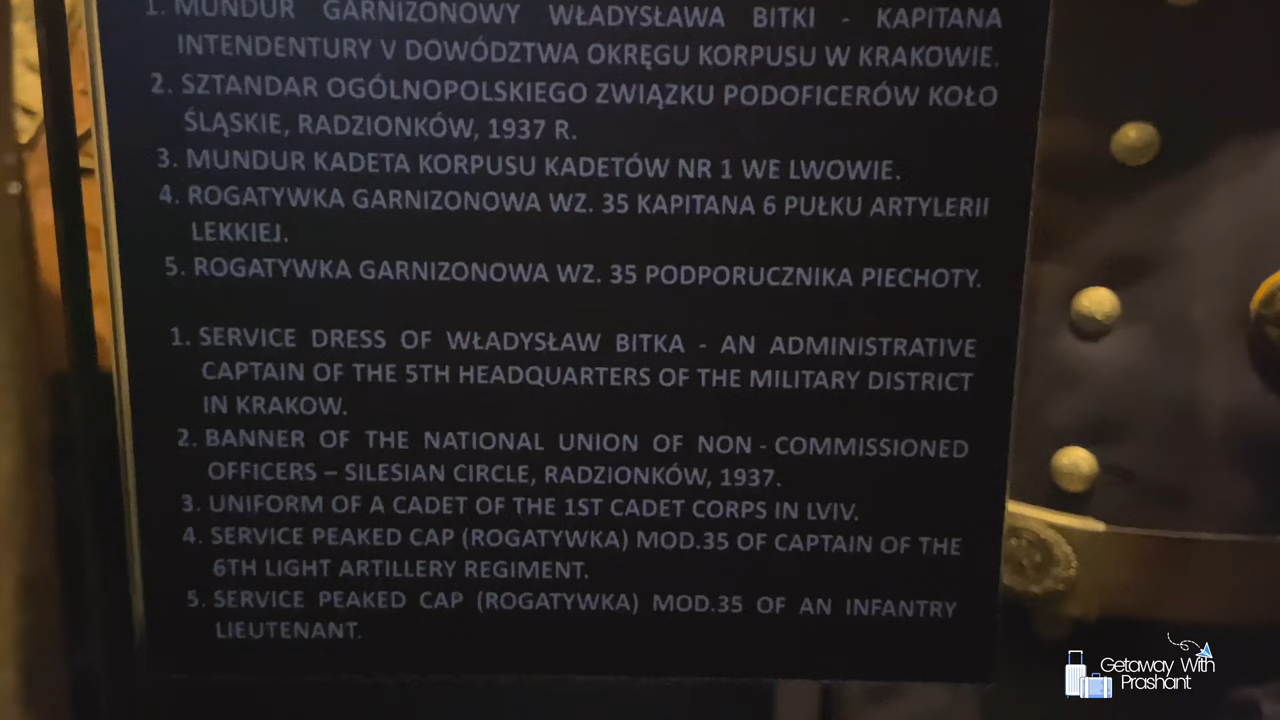 1. MUNDUR GARNIZONOWY WŁADYSŁAWA BITKI - KAPITANA
INTENDENTURY V DOWÓDZTWA OKRĘGU KORPUSU W KRAKOWIE.
2. SZTANDAR OGÓLNOPOLSKIEGO ZWIĄZKU PODOFICERÓW KOŁO
ŚLĄSKIE, RADZIONKÓW, 1937 R.
3. MUNDUR KADETA KORPUSU KADETÓW NR 1 WE LWOWIE.
4. ROGATYWKA GARNIZONOWA WZ. 35 KAPITANA 6 PUŁKU ARTYLERII
LEKKIEJ.
5. ROGATYWKA GARNIZONOWA WZ. 35 PODPORUCZNIKA PIECHOTY.
1. SERVICE DRESS OF WŁADYSŁAW BITKA - AN ADMINISTRATIVE
CAPTAIN OF THE 5TH HEADQUARTERS OF THE MILITARY DISTRICT
IN KRAKOW.
2. BANNER OF THE NATIONAL UNION OF NON - COMMISSIONED
OFFICERS – SILESIAN CIRCLE, RADZIONKÓW, 1937.
3. UNIFORM OF A CADET OF THE 1ST CADET CORPS IN LVIV.
4. SERVICE PEAKED CAP (ROGATYWKA) MOD.35 OF CAPTAIN OF THE
6TH LIGHT ARTILLERY REGIMENT.
5. SERVICE PEAKED CAP (ROGATYWKA) MOD.35 OF AN INFANTRY
LIEUTENANT.
Getaway With
Prashant